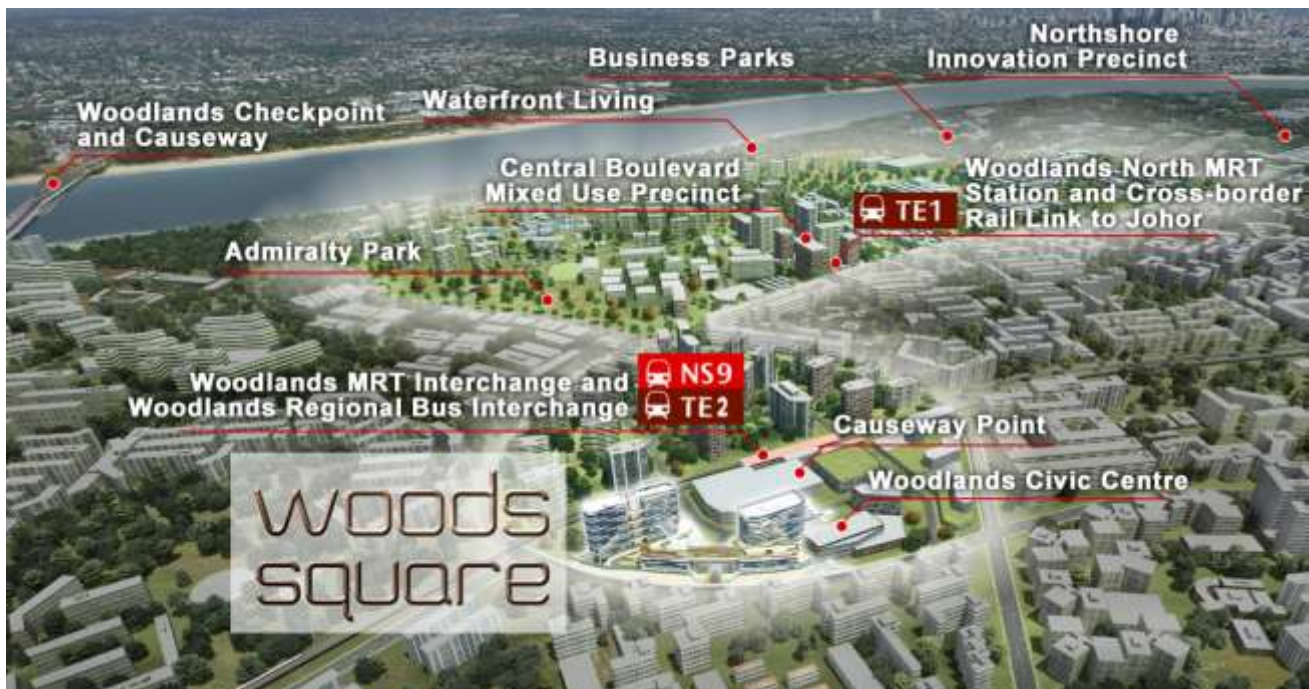 Northshore
Innovation Precinct
Business Parks
Woodlands Checkpoint
and Causeway
Waterfront Living
Central Boulevard
Mixed Use Precinct
Woodlands North MRT
Station and Cross-border
Rail Link to Johor
TE1
Admiralty Park
Woodlands MRT Interchange and
Woodlands Regional Bus Interchange
NS9
TE2
Causeway Point
Woodlands Civic Centre
woods
square